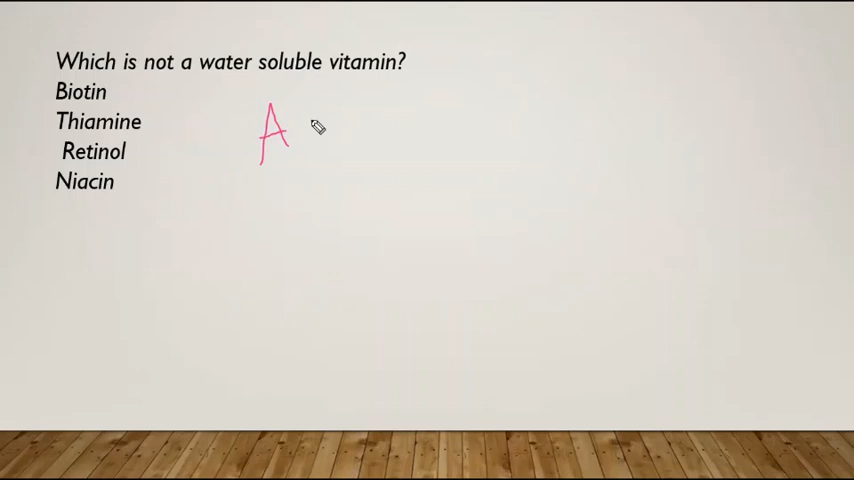 Which is not a water soluble vitamin?
Biotin
Thiamine
A
Retinol
Niacin